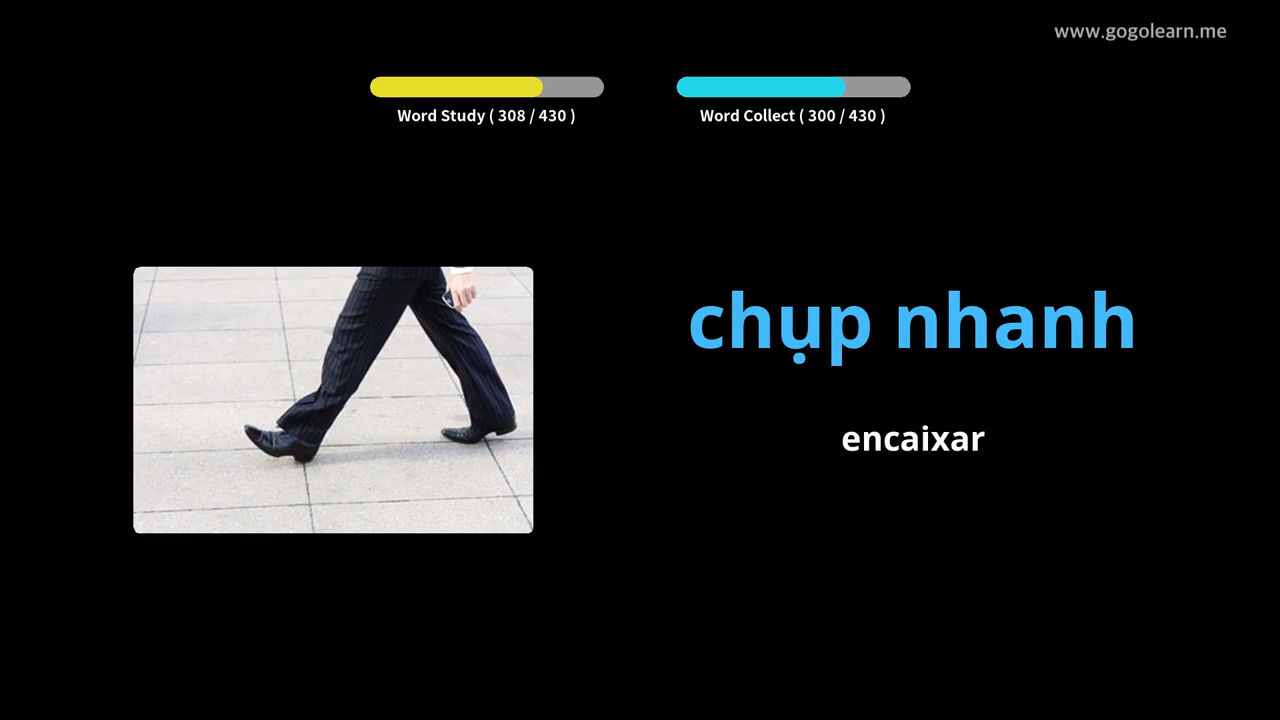 www.gogolearn.me
Word Study ( 308 / 430 )
Word Collect ( 300 / 430 )
chụp nhanh
encaixar